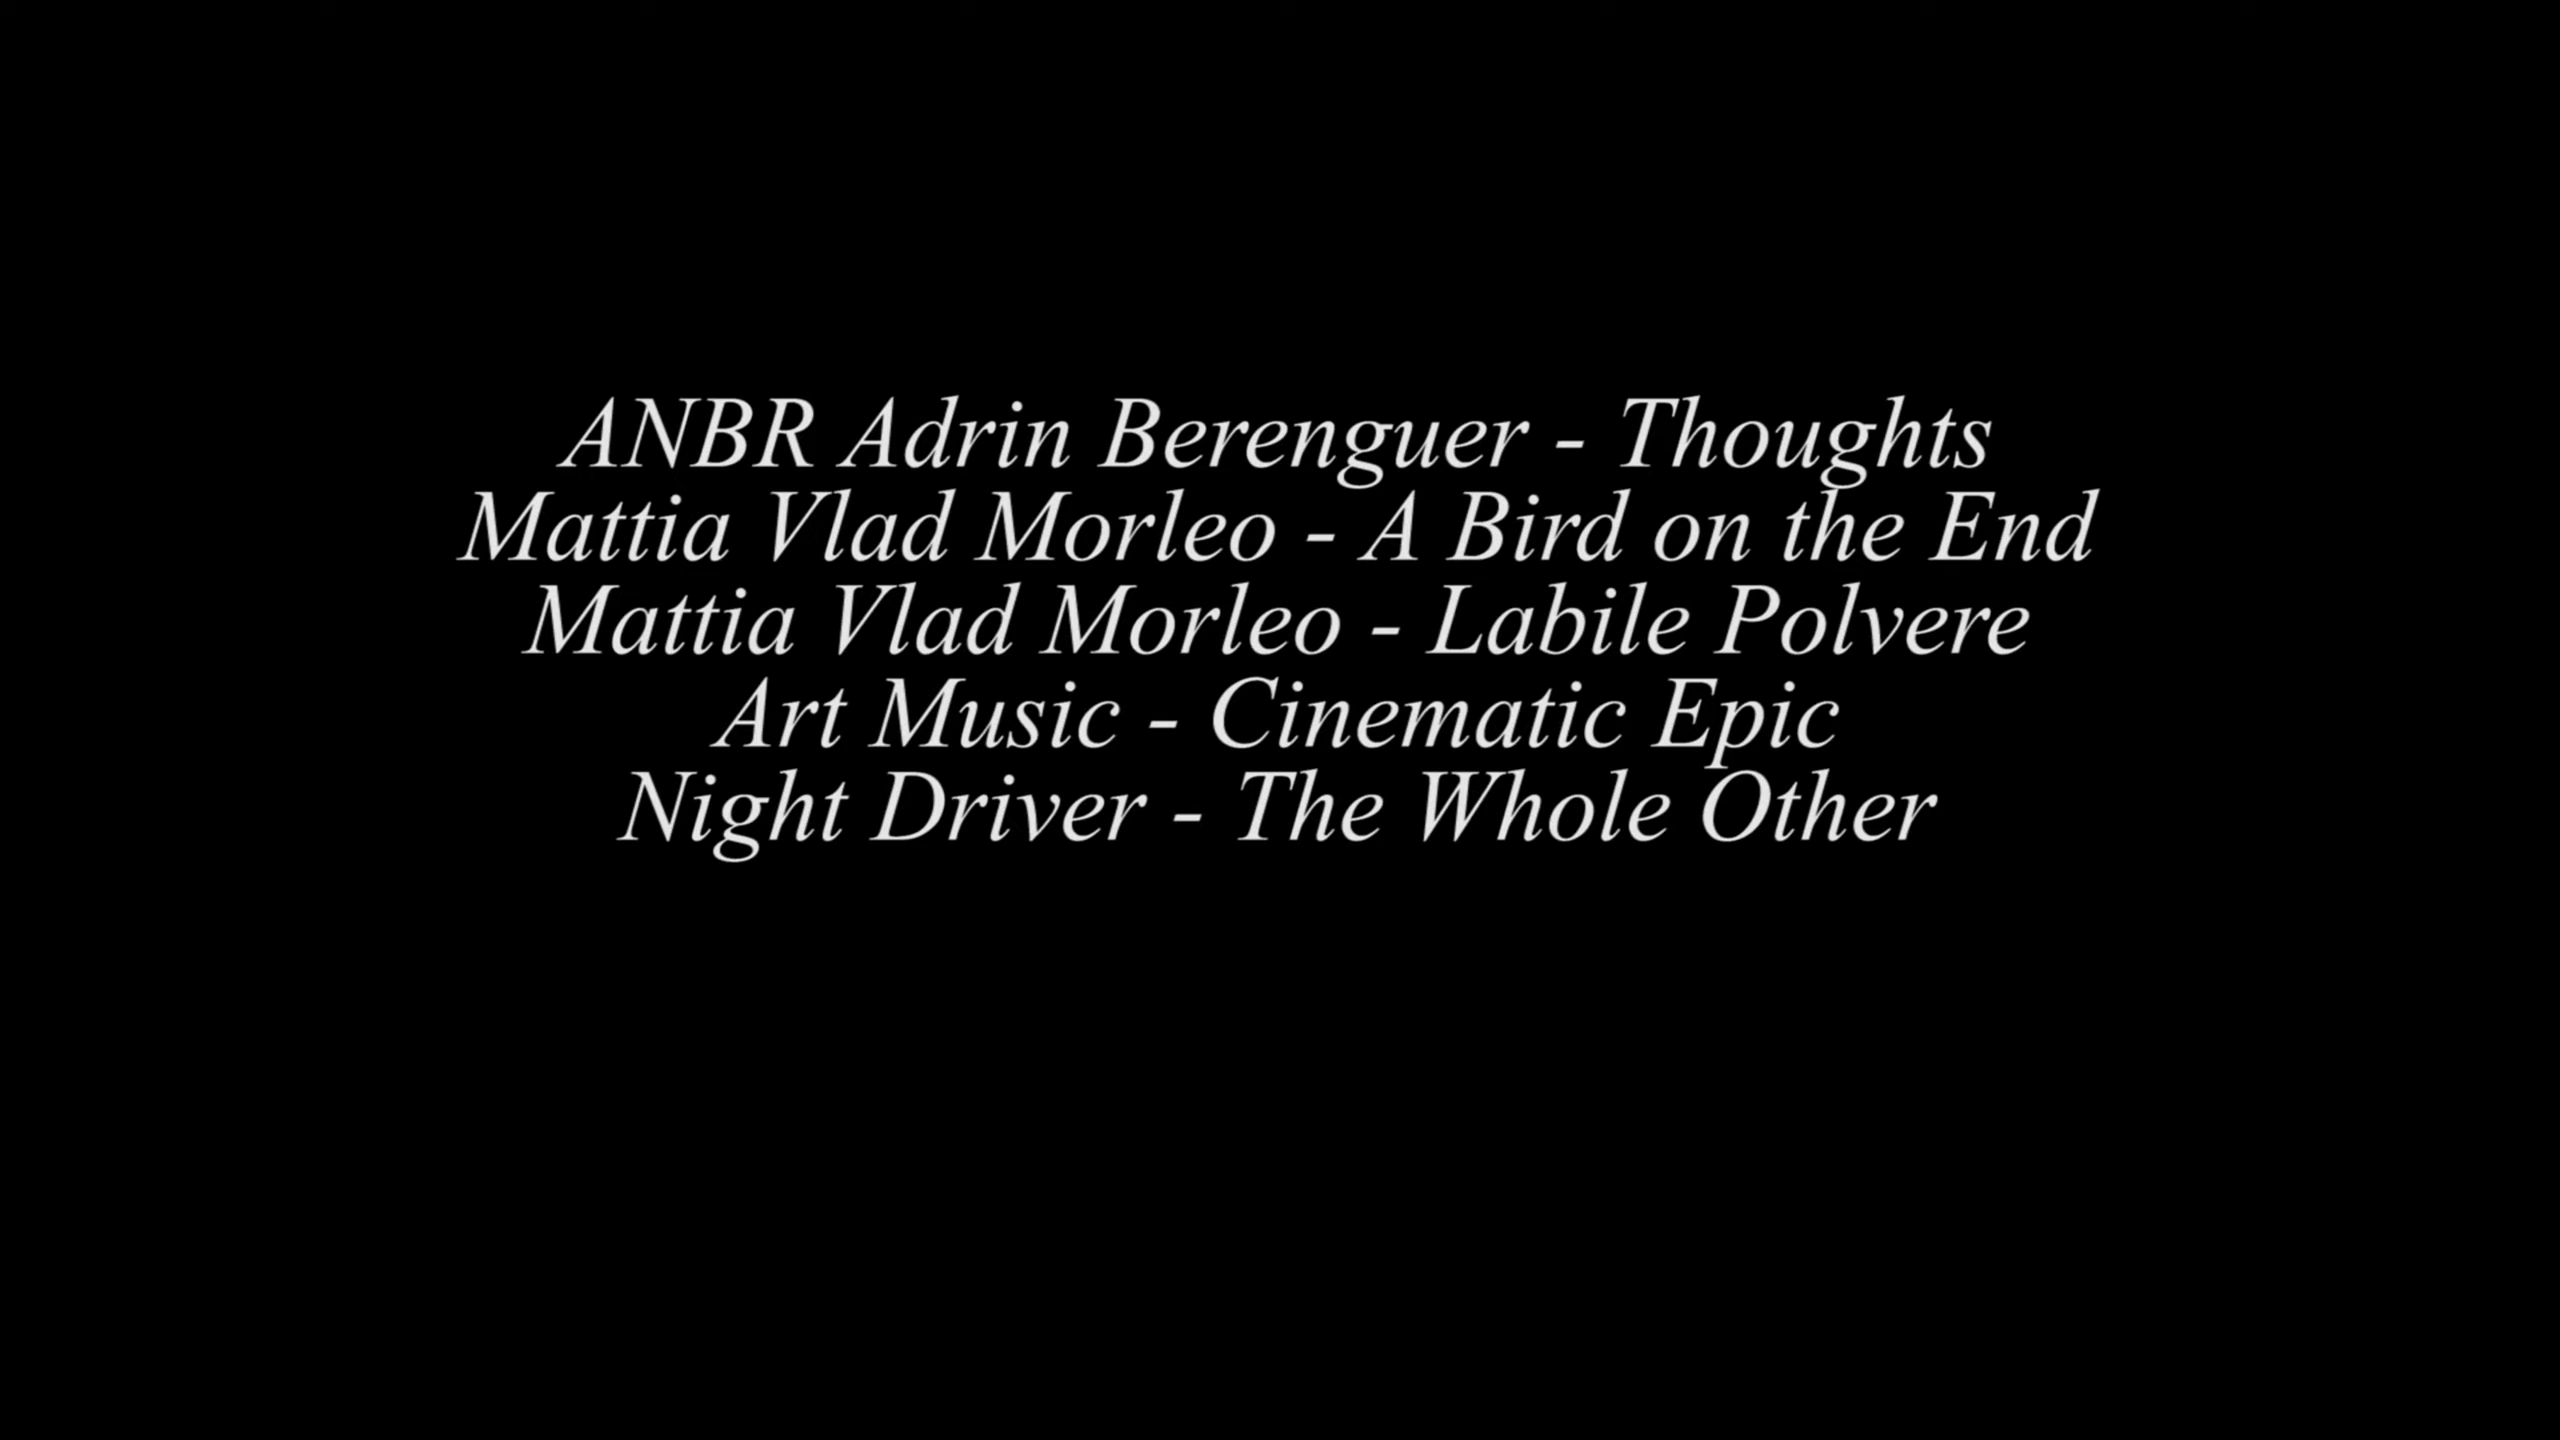 ANBR Adrin Berenguer - Thoughts
Mattia Vlad Morleo - A Bird on the End
Mattia Vlad Morleo - Labile Polvere
Art Music - Cinematic Epic
Night Driver - The Whole Other